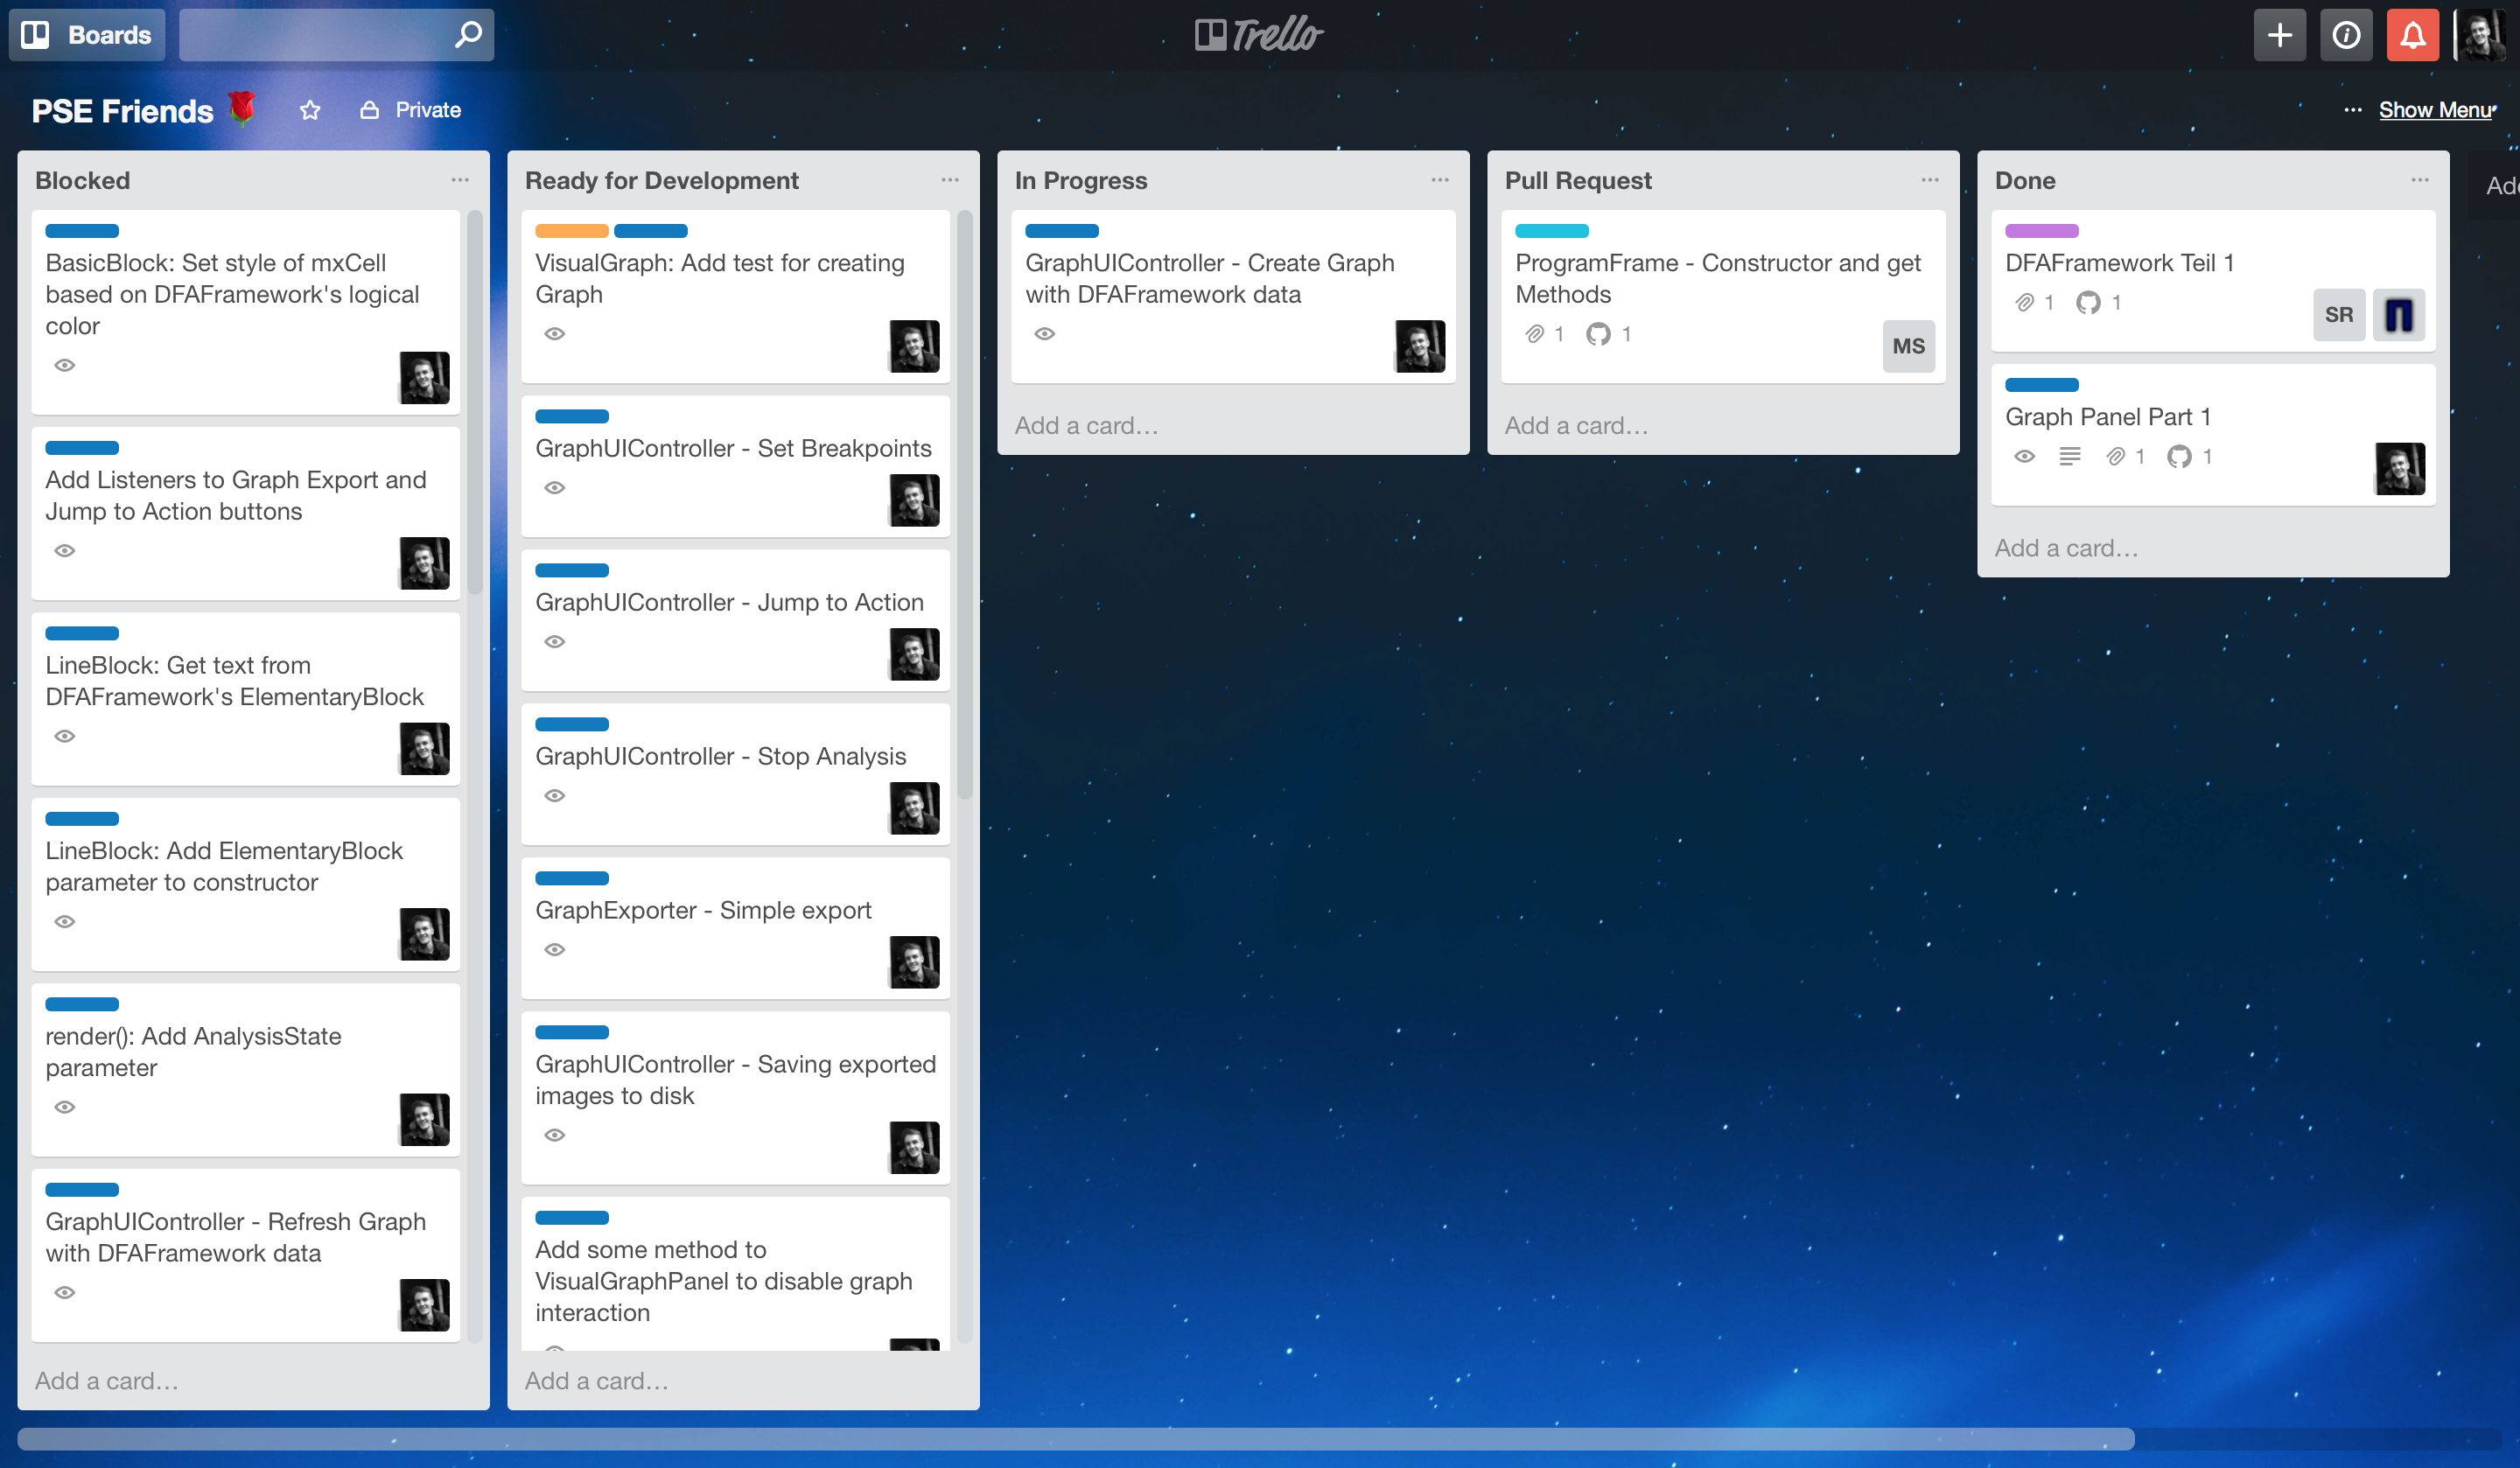 Boards
Trello
PSE Friends 🌹
Private
Show Menu
Blocked
BasicBlock: Set style of mxCell
based on DFAFramework's logical
color
Add Listeners to Graph Export and
Jump to Action buttons
LineBlock: Get text from
DFAFramework's ElementaryBlock
LineBlock: Add ElementaryBlock
parameter to constructor
render(): Add AnalysisState
parameter
GraphUIController - Refresh Graph
with DFAFramework data
Add a card…
Ready for Development
VisualGraph: Add test for creating
Graph
GraphUIController - Set Breakpoints
GraphUIController - Jump to Action
GraphUIController - Stop Analysis
GraphExporter - Simple export
GraphUIController - Saving exported
images to disk
Add some method to
VisualGraphPanel to disable graph
interaction
Add a card…
In Progress
GraphUIController - Create Graph
with DFAFramework data
Add a card…
Pull Request
ProgramFrame - Constructor and get
Methods
1 1
MS
Add a card…
Done
DFAFramework Teil 1
1 1
SR
Graph Panel Part 1
1 1
Add a card…